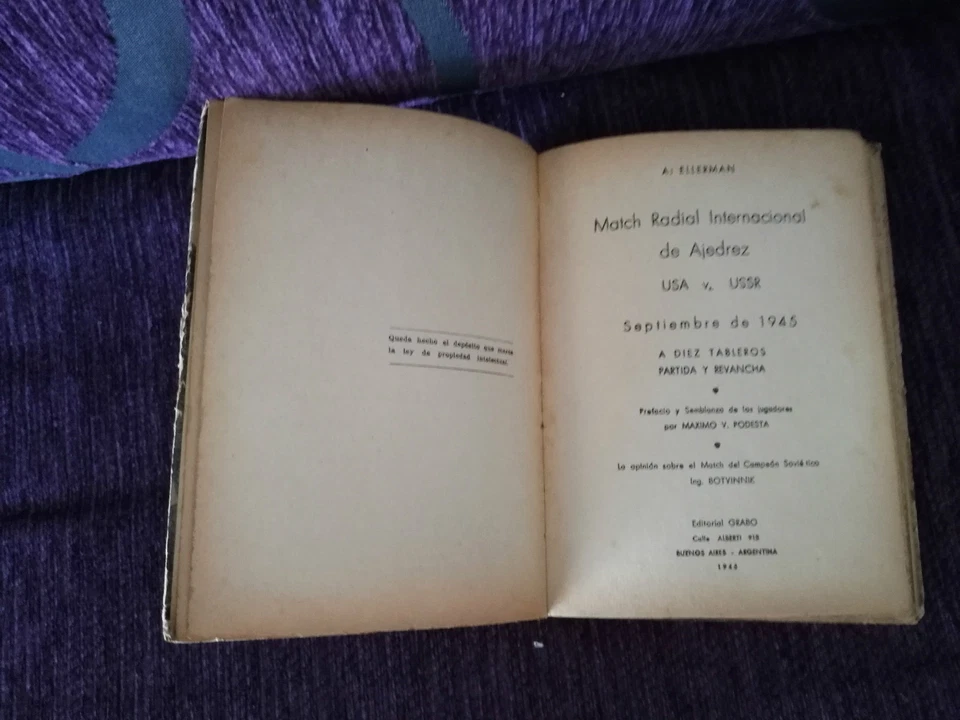 Queda hecho el depósito que marca
la ley de propiedad intelectual.
A: ELLERMAN
Match Radial Internacional
de Ajedrez
USA v. USSR
Septiembre de 1945
A DIEZ TABLEROS
PARTIDA Y REVANCHA
Prefacio y Semblanza de los jugadores
por MAXIMO V. PODESTA
La opinión sobre el Match del Campeón Soviético
Ing. BOTVINNIK
Editorial GRABO
Calle ALBERTI 918
BUENOS AIRES - ARGENTINA